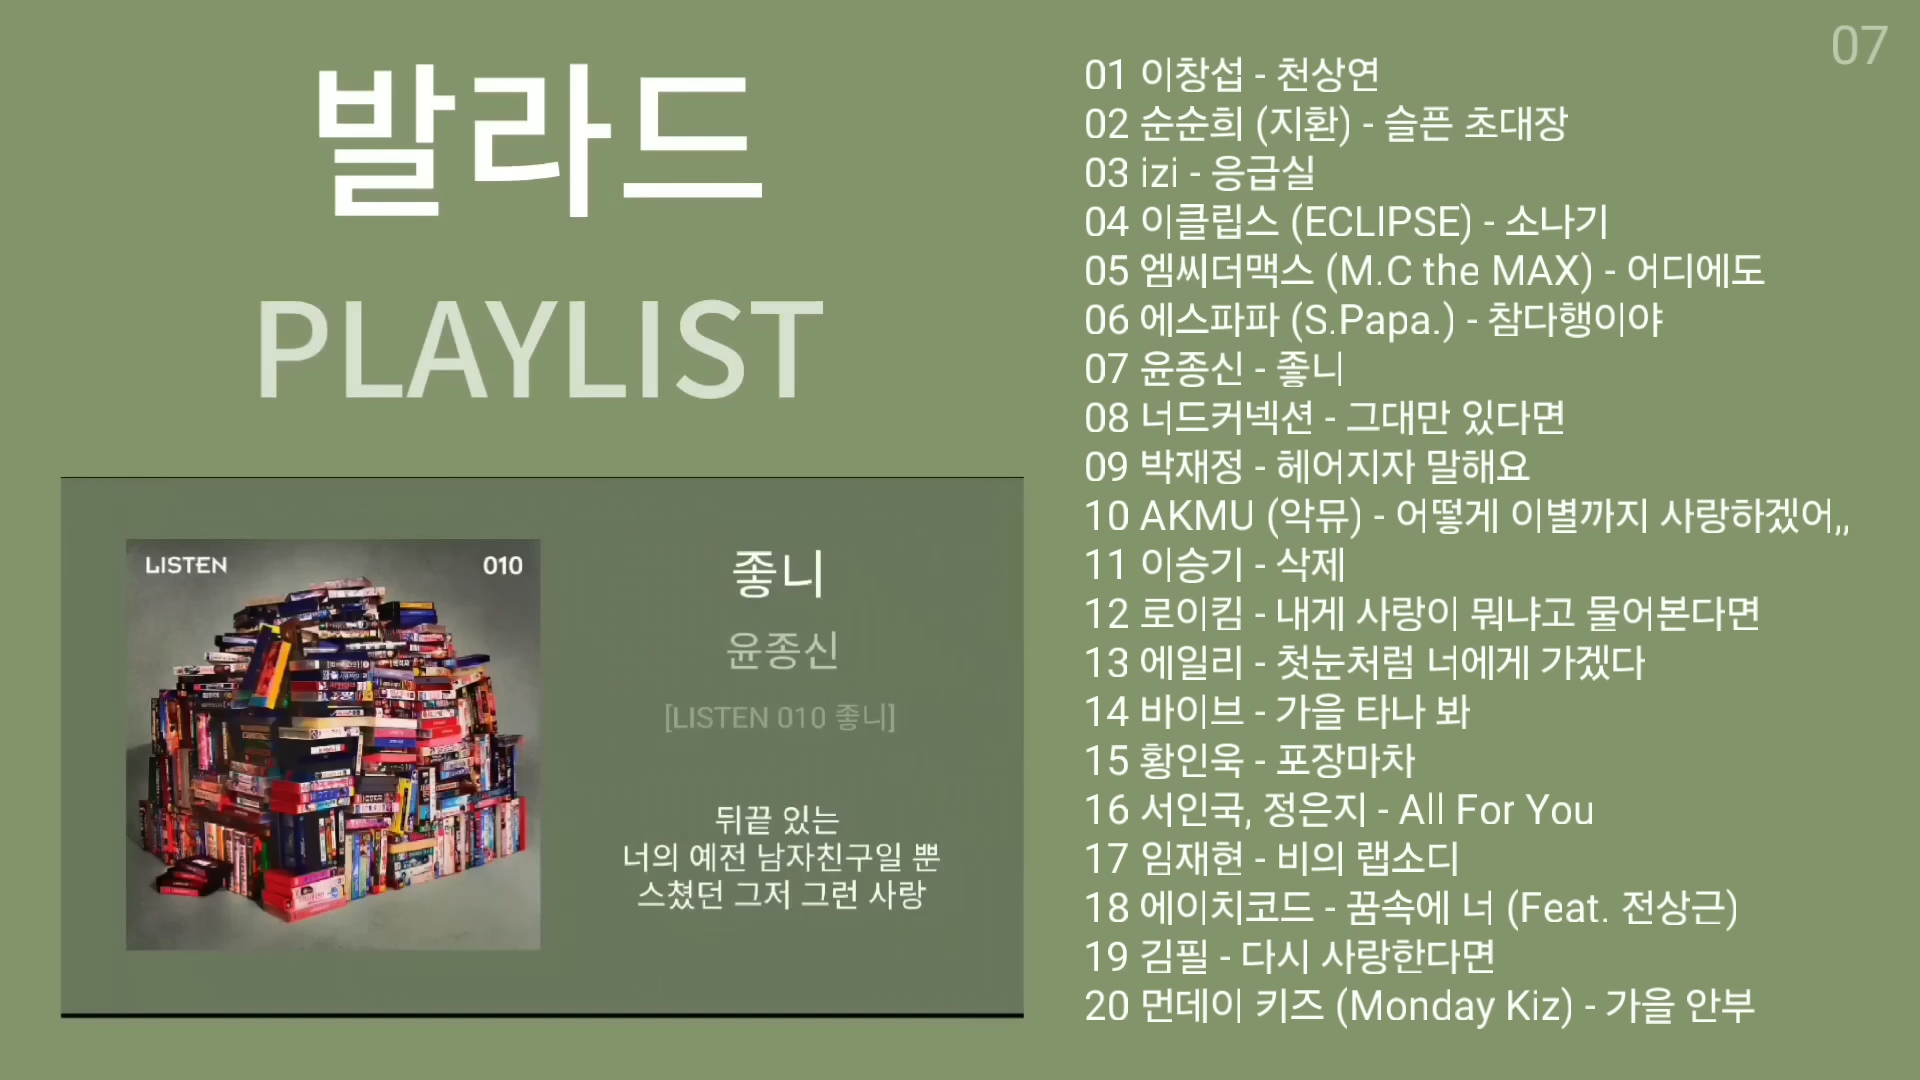 07
발라드
PLAYLIST
LISTEN 010
좋니
윤종신
[LISTEN 010 좋니]
뒤끝 있는
너의 예전 남자친구일 뿐
스쳤던 그저 그런 사랑
01 이창섭 - 천상연
02 순순희 (지환) - 슬픈 초대장
03 izi - 응급실
04 이클립스 (ECLIPSE) - 소나기
05 엠씨더맥스 (M.C the MAX) - 어디에도
06 에스파파 (S.Papa.) - 참다행이야
07 윤종신 - 좋니
08 너드커넥션 - 그대만 있다면
09 박재정 - 헤어지자 말해요
10 AKMU (악뮤) - 어떻게 이별까지 사랑하겠어,,
11 이승기 - 삭제
12 로이킴 - 내게 사랑이 뭐냐고 물어본다면
13 에일리 - 첫눈처럼 너에게 가겠다
14 바이브 - 가을 타나 봐
15 황인욱 - 포장마차
16 서인국, 정은지 - All For You
17 임재현 - 비의 랩소디
18 에이치코드 - 꿈속에 너 (Feat. 전상근)
19 김필 - 다시 사랑한다면
20 먼데이 키즈 (Monday Kiz) - 가을 안부